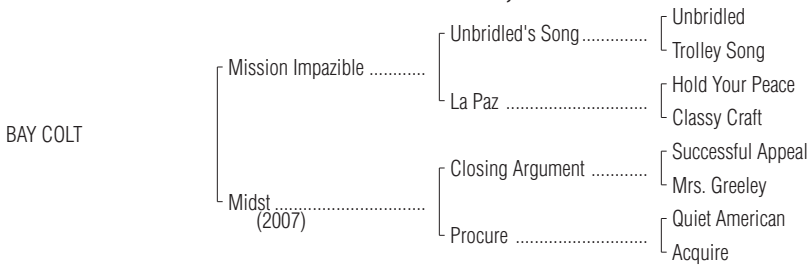 Unbridled
Unbridled's Song ..............
Trolley Song
Mission Impazible ............
Hold Your Peace
La Paz ..............................
Classy Craft
BAY COLT
Successful Appeal
Closing Argument ............
Mrs. Greeley
Midst ................................
(2007)
Quiet American
Procure ............................
Acquire